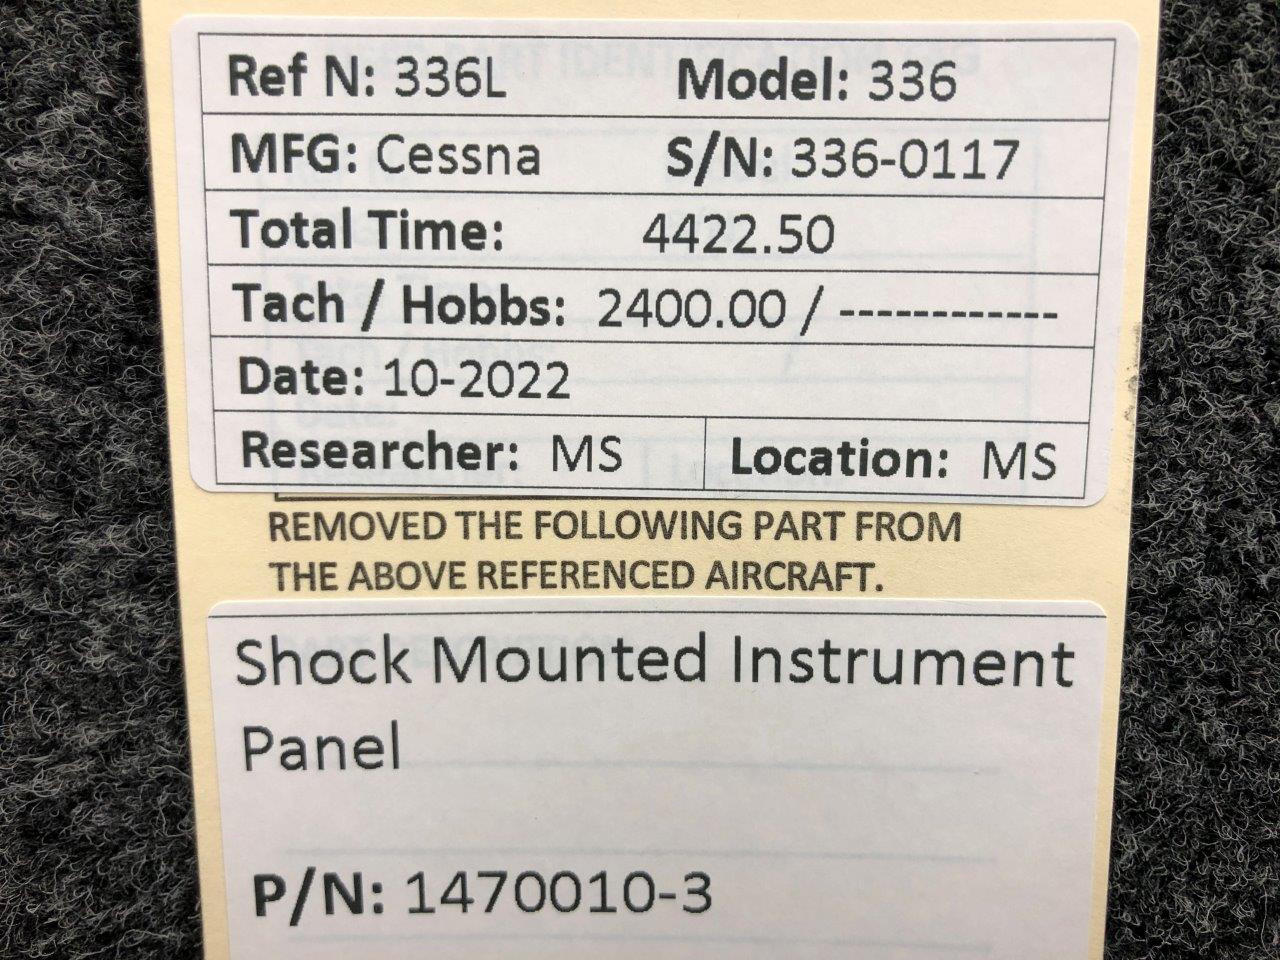 Ref N: 336L Model: 336
MFG: Cessna S/N: 336-0117
Total Time: 4422.50
Tach / Hobbs: 2400.00 / ------------
Date: 10-2022
Researcher: MS Location: MS
REMOVED THE FOLLOWING PART FROM
THE ABOVE REFERENCED AIRCRAFT.
Shock Mounted Instrument
Panel
P/N: 1470010-3